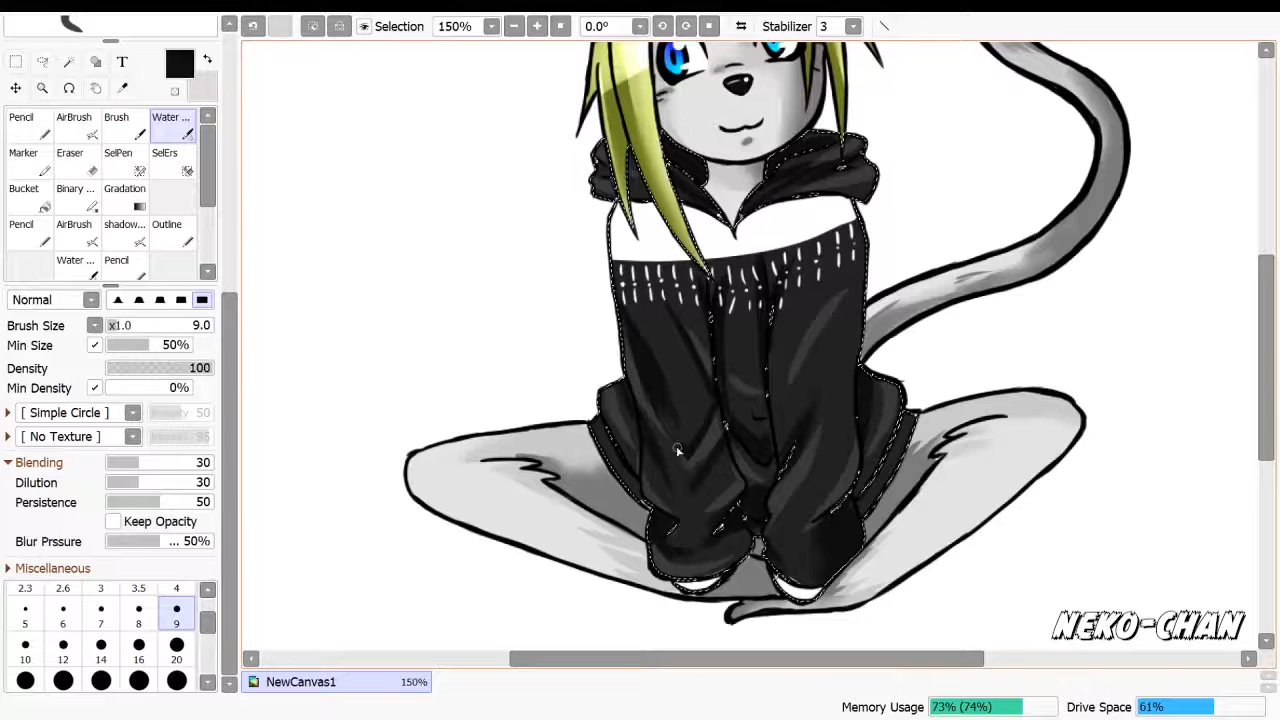 Selection 150% 0.0° Stabilizer 3
T
Pencil AirBrush Brush Water ...
Marker Eraser SelPen SelErs
Bucket Binary ... Gradation
Pencil AirBrush shadow... Outline
Water ... Pencil
Normal
Brush Size x1.0 9.0
Min Size 50%
Density 100
Min Density 0%
[ Simple Circle ] 50
[ No Texture ]
Blending 30
Dilution 30
Persistence 50
Keep Opacity
Blur Prssure ... 50%
Miscellaneous
2.3 2.6 3 3.5 4
5 6 7 8 9
10 12 14 16 20
NEKO-CHAN
NewCanvas1 150%
Memory Usage 73% (74%) Drive Space 61%